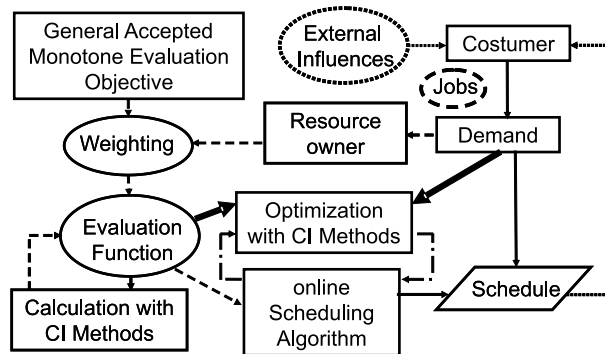 General Accepted
Monotone Evaluation
Objective
External
Influences
Costumer
Jobs
Weighting
Resource
owner
Demand
Evaluation
Function
Optimization
with CI Methods
Calculation with
CI Methods
online
Scheduling
Algorithm
Schedule